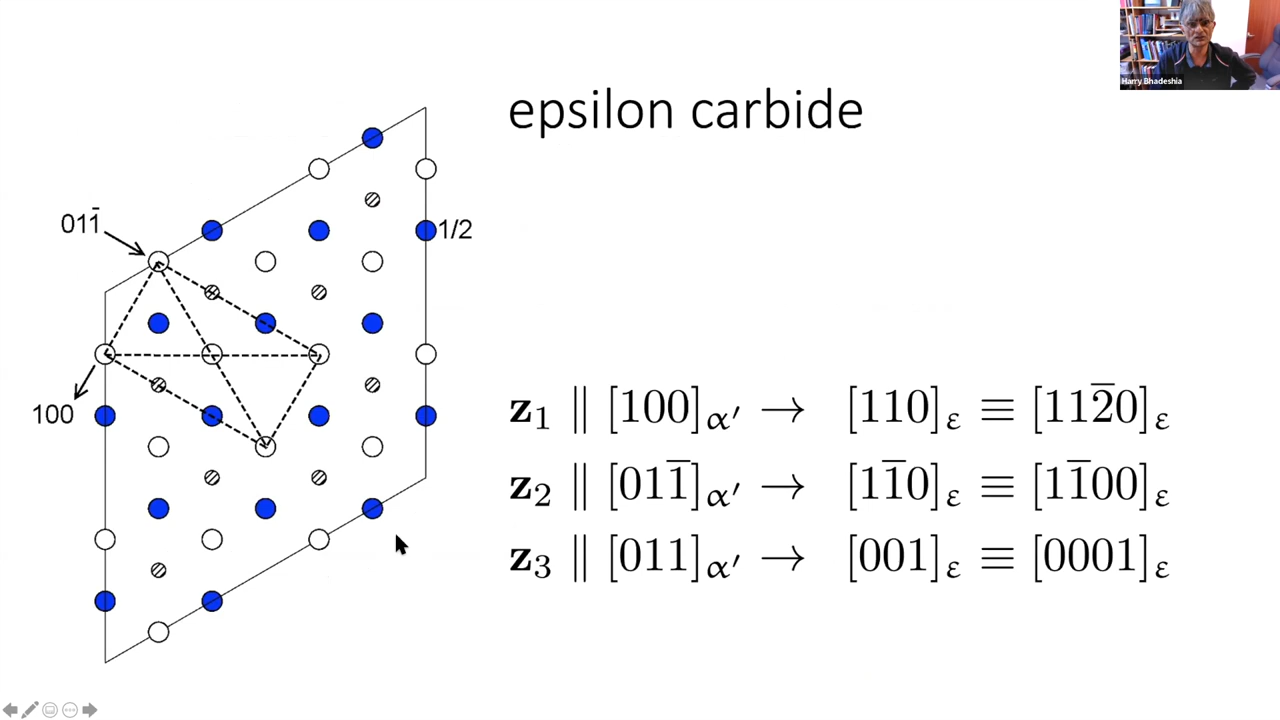 Harry Bhadeshia
epsilon carbide
011̅
1/2
100
z₁ ∥ [100]α′ → [110]ε ≡ [112̅0]ε
z₂ ∥ [011̅]α′ → [11̅0]ε ≡ [11̅00]ε
z₃ ∥ [011]α′ → [001]ε ≡ [0001]ε